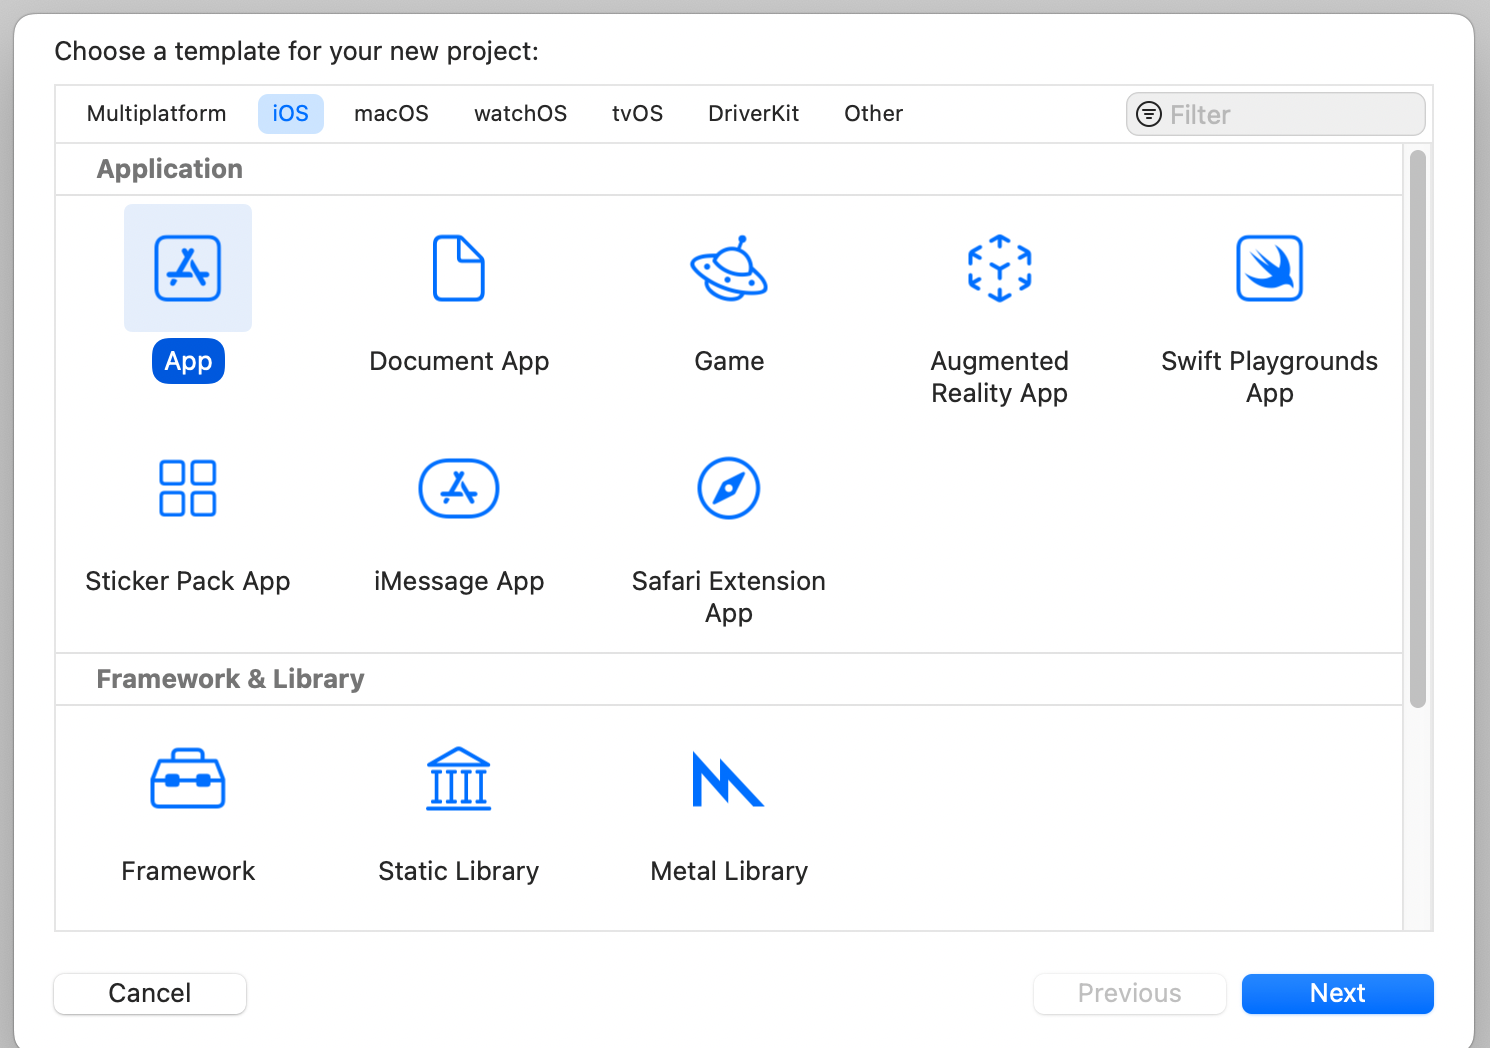 Choose a template for your new project:
Multiplatform iOS macOS watchOS tvOS DriverKit Other Filter
Application
App Document App Game Augmented Swift Playgrounds
Reality App App
Sticker Pack App iMessage App Safari Extension
App
Framework & Library
Framework Static Library Metal Library
Cancel Previous Next